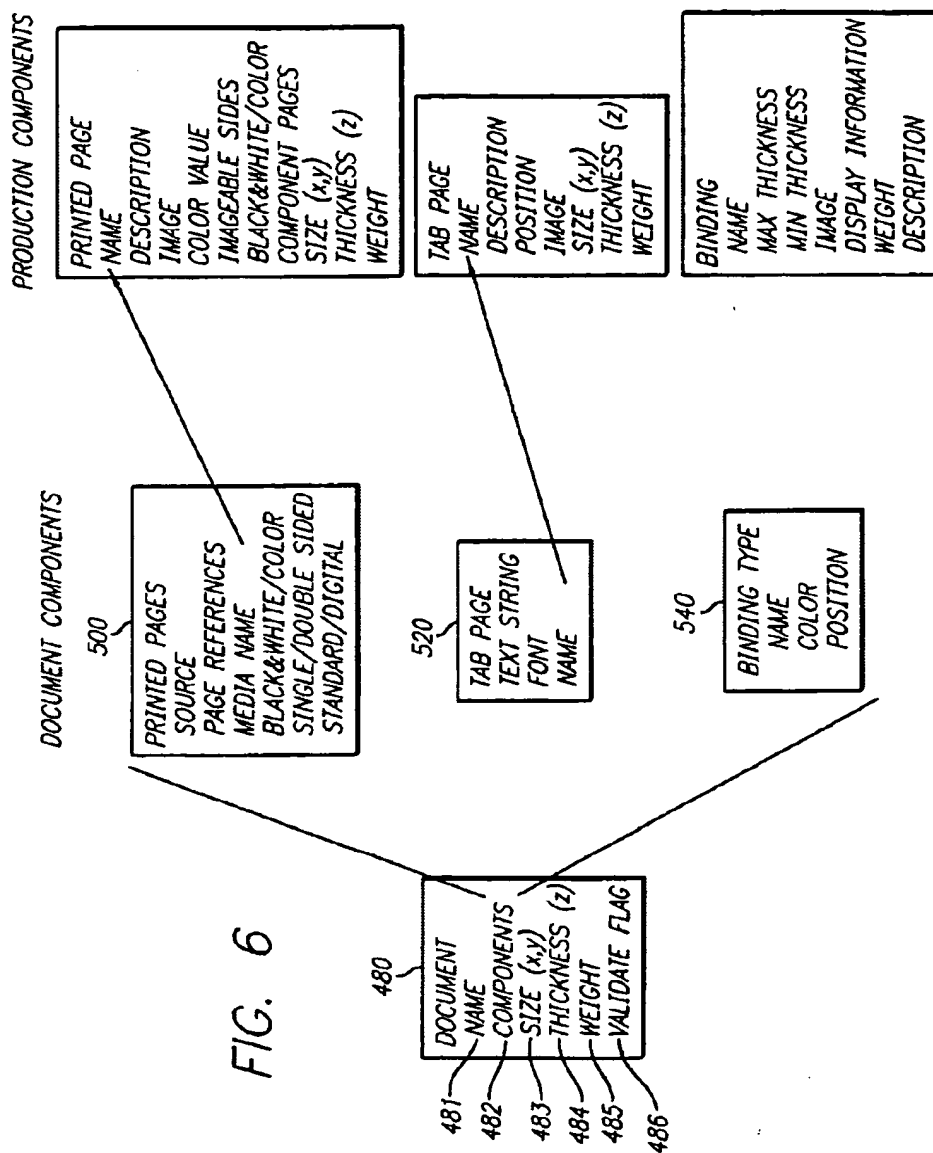 FIG. 6
480
DOCUMENT
NAME
COMPONENTS
SIZE (x,y)
THICKNESS (z)
WEIGHT
VALIDATE FLAG
481
482
483
484
485
486
DOCUMENT COMPONENTS
500
PRINTED PAGES
SOURCE
PAGE REFERENCES
MEDIA NAME
BLACK&WHITE/COLOR
SINGLE/DOUBLE SIDED
STANDARD/DIGITAL
520
TAB PAGE
TEXT STRING
FONT
NAME
540
BINDING TYPE
NAME
COLOR
POSITION
PRODUCTION COMPONENTS
PRINTED PAGE
NAME
DESCRIPTION
IMAGE
COLOR VALUE
IMAGEABLE SIDES
BLACK&WHITE/COLOR
COMPONENT PAGES
SIZE (x,y)
THICKNESS (z)
WEIGHT
TAB PAGE
NAME
DESCRIPTION
POSITION
IMAGE
SIZE (x,y)
THICKNESS (z)
WEIGHT
BINDING
NAME
MAX THICKNESS
MIN THICKNESS
IMAGE
DISPLAY INFORMATION
WEIGHT
DESCRIPTION